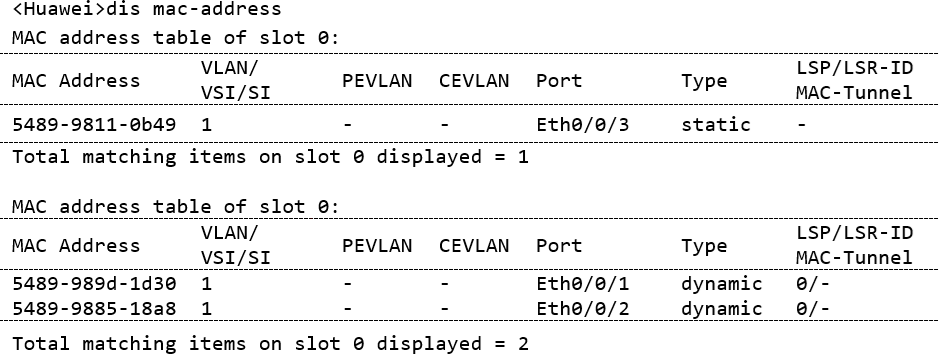 <Huawei>dis mac-address
MAC address table of slot 0:
MAC Address VLAN/ PEVLAN CEVLAN Port Type LSP/LSR-ID
VSI/SI MAC-Tunnel
5489-9811-0b49 1 - - Eth0/0/3 static -
Total matching items on slot 0 displayed = 1
MAC address table of slot 0:
MAC Address VLAN/ PEVLAN CEVLAN Port Type LSP/LSR-ID
VSI/SI MAC-Tunnel
5489-989d-1d30 1 - - Eth0/0/1 dynamic 0/-
5489-9885-18a8 1 - - Eth0/0/2 dynamic 0/-
Total matching items on slot 0 displayed = 2